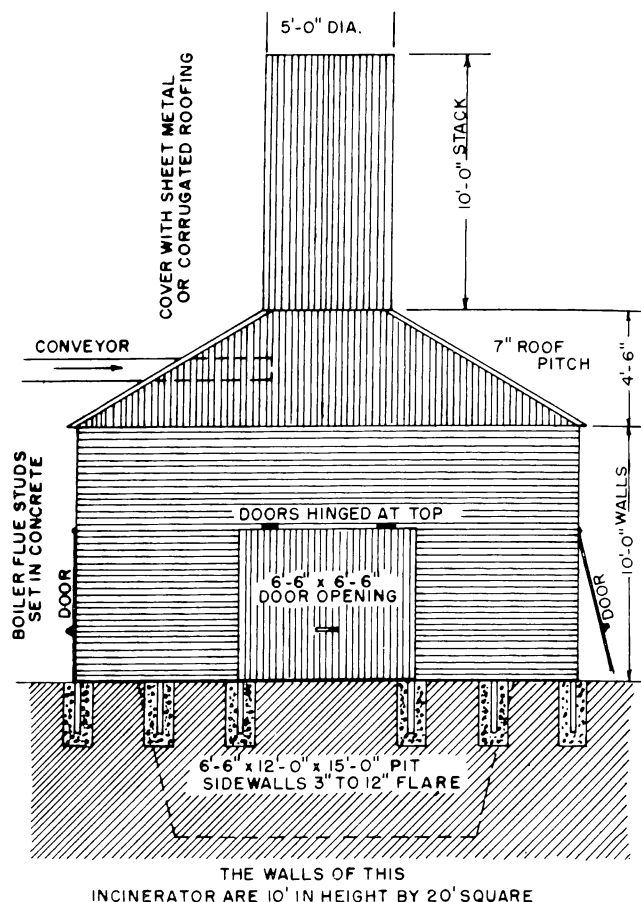 5'-0" DIA.
COVER WITH SHEET METAL
OR CORRUGATED ROOFING
10'-0" STACK
CONVEYOR
7" ROOF
PITCH
4'-6"
BOILER FLUE STUDS
SET IN CONCRETE
DOORS HINGED AT TOP
10'-0" WALLS
DOOR
6'-6" x 6'-6"
DOOR OPENING
DOOR
6'-6" x 12'-0" x 15'-0" PIT
SIDEWALLS 3" TO 12" FLARE
THE WALLS OF THIS
INCINERATOR ARE 10' IN HEIGHT BY 20' SQUARE